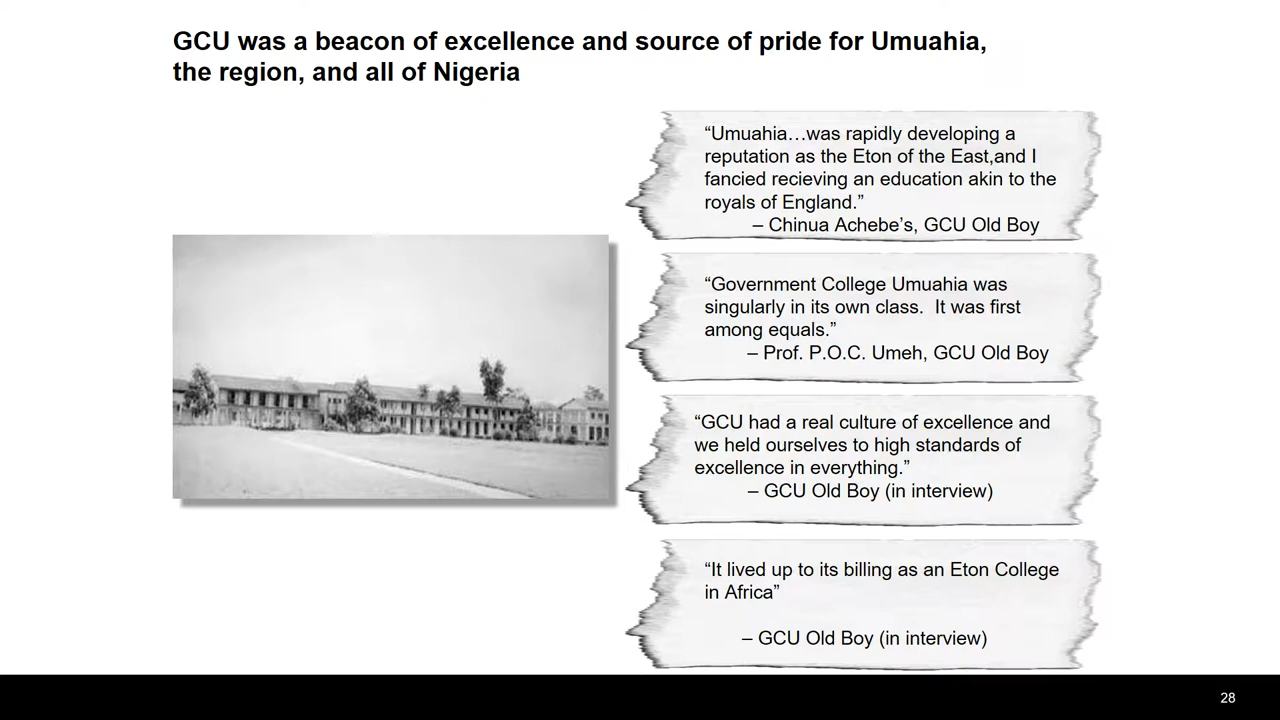 GCU was a beacon of excellence and source of pride for Umuahia,
the region, and all of Nigeria
“Umuahia…was rapidly developing a
reputation as the Eton of the East,and I
fancied recieving an education akin to the
royals of England.”
– Chinua Achebe’s, GCU Old Boy
“Government College Umuahia was
singularly in its own class.  It was first
among equals.”
– Prof. P.O.C. Umeh, GCU Old Boy
“GCU had a real culture of excellence and
we held ourselves to high standards of
excellence in everything.”
– GCU Old Boy (in interview)
“It lived up to its billing as an Eton College
in Africa”
– GCU Old Boy (in interview)
28